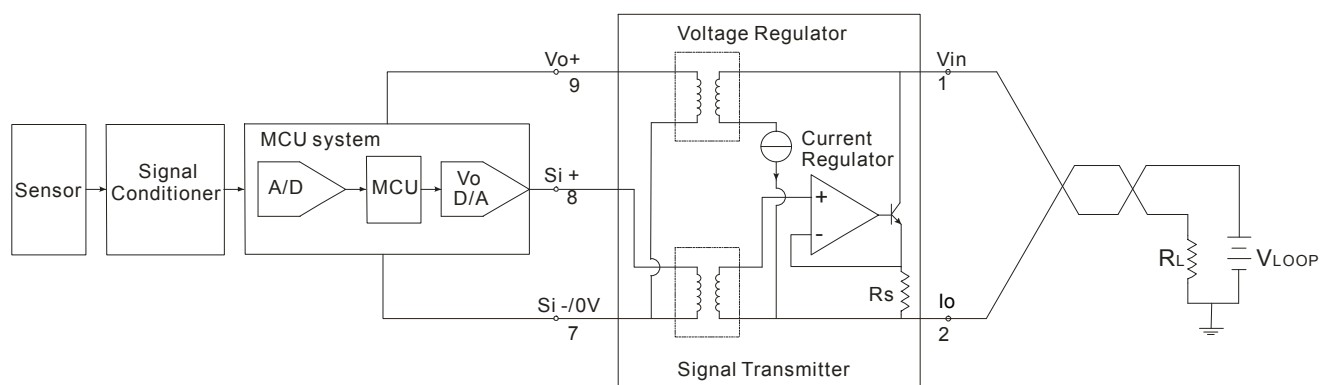 Voltage Regulator
Vo+
9
Vin
1
MCU system
A/D
MCU
Vo
D/A
Sensor
Signal
Conditioner
Si +
8
Current
Regulator
+
-
Rs
RL
VLOOP
Si -/0V
7
Io
2
Signal Transmitter